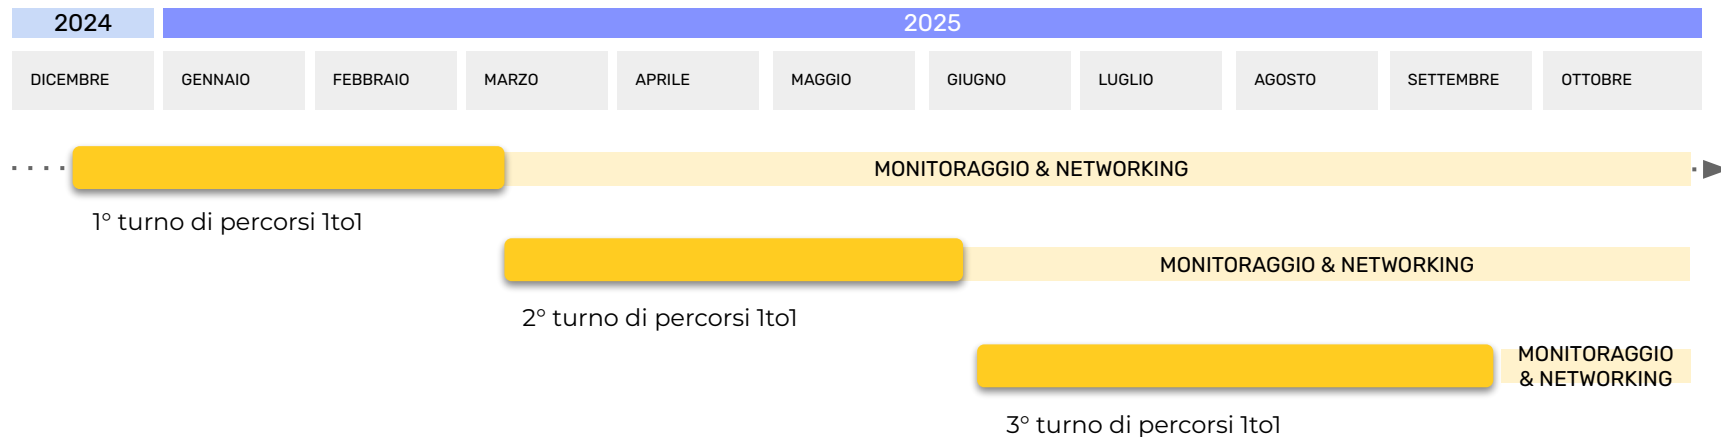 2024
2025
DICEMBRE
GENNAIO
FEBBRAIO
MARZO
APRILE
MAGGIO
GIUGNO
LUGLIO
AGOSTO
SETTEMBRE
OTTOBRE
MONITORAGGIO & NETWORKING
1° turno di percorsi 1to1
MONITORAGGIO & NETWORKING
2° turno di percorsi 1to1
MONITORAGGIO
& NETWORKING
3° turno di percorsi 1to1